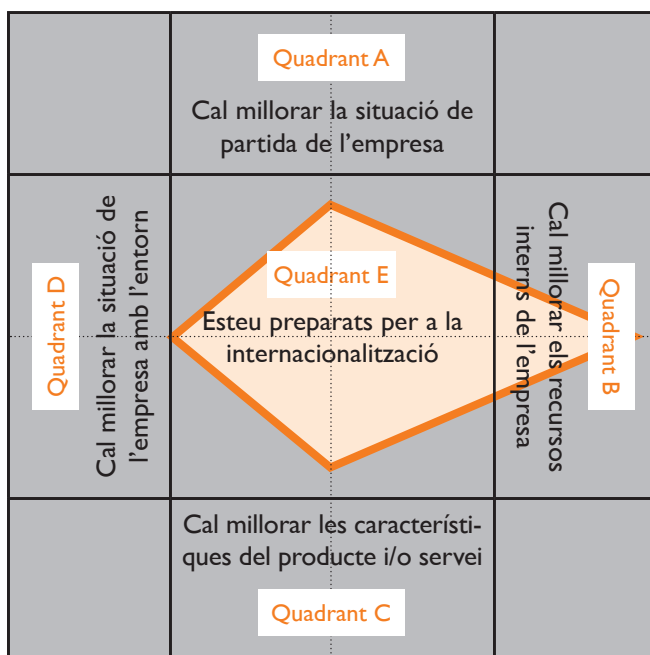 Quadrant A
Cal millorar la situació de
partida de l’empresa
Quadrant D
Cal millorar la situació de
l’empresa amb l’entorn
Quadrant E
Esteu preparats per a la
internacionalització
Cal millorar els recursos
interns de l’empresa
Quadrant B
Cal millorar les característi-
ques del producte i/o servei
Quadrant C